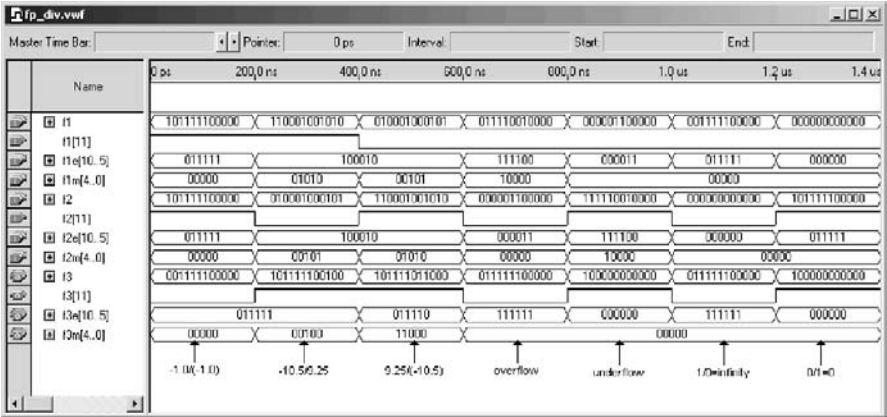 fp_div.vwf
Master Time Bar: Pointer: 0 ps Interval: Start: End:
Name 0 ps 200,0 ns 400,0 ns 600,0 ns 800,0 ns 1.0 us 1.2 us 1.4 us
f1 101111100000 110001001010 010001000101 011110010000 000001100000 001111100000 000000000000
f1[11]
f1e[10..5] 011111 100010 111100 000011 011111 000000
f1m[4..0] 00000 01010 00101 10000 00000
f2 101111100000 010001000101 110001001010 000001100000 111110010000 000000000000 101111100000
f2[11]
f2e[10..5] 011111 100010 000011 111100 000000 011111
f2m[4..0] 00000 00101 01010 00000 10000 00000
f3 001111100000 101111100100 101111011000 011111100000 100000000000 011111100000 100000000000
f3[11]
f3e[10..5] 011111 011110 111111 000000 111111 000000
f3m[4..0] 00000 00100 11000 00000
-1.0/(-1.0) -10.5/9.25 9.25/(-10.5) overflow underflow 1/0=infinity 0/1=0